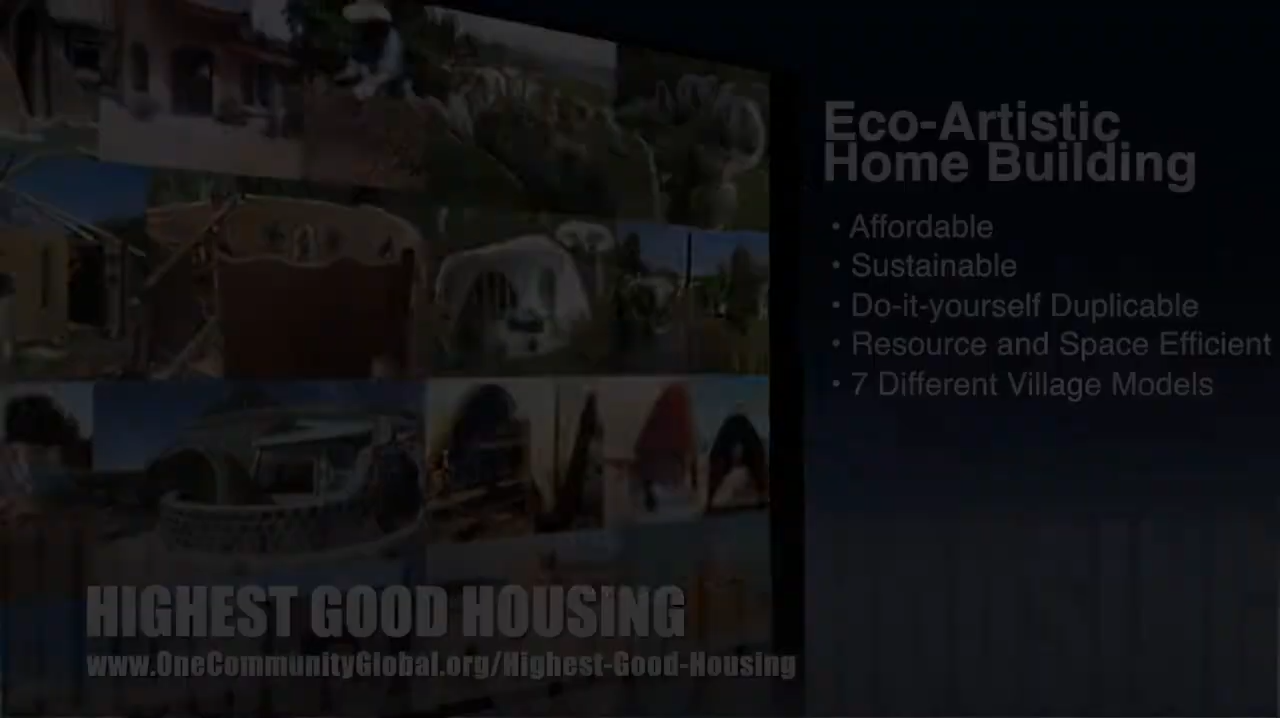 Eco-Artistic
Home Building
• Affordable
• Sustainable
• Do-it-yourself Duplicable
• Resource and Space Efficient
• 7 Different Village Models
HIGHEST GOOD HOUSING
www.OneCommunityGlobal.org/Highest-Good-Housing